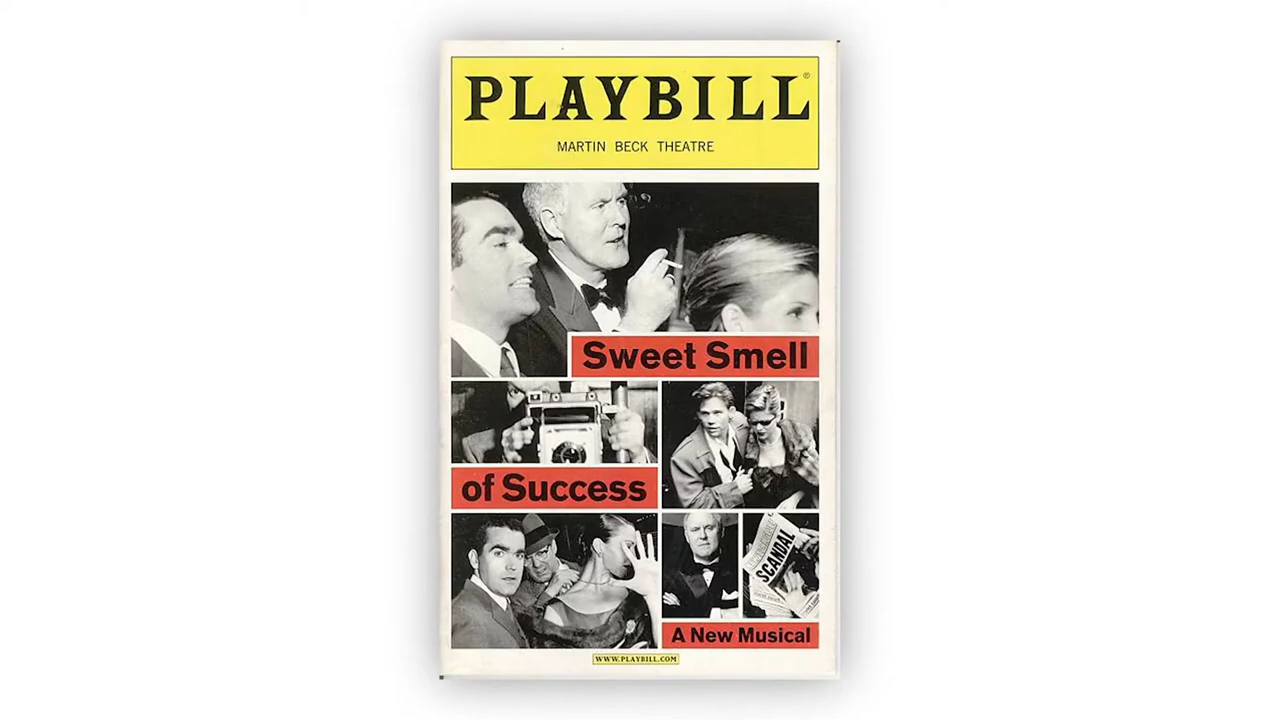 PLAYBILL®
MARTIN BECK THEATRE
Sweet Smell
of Success
SCANDAL
A New Musical
WWW.PLAYBILL.COM